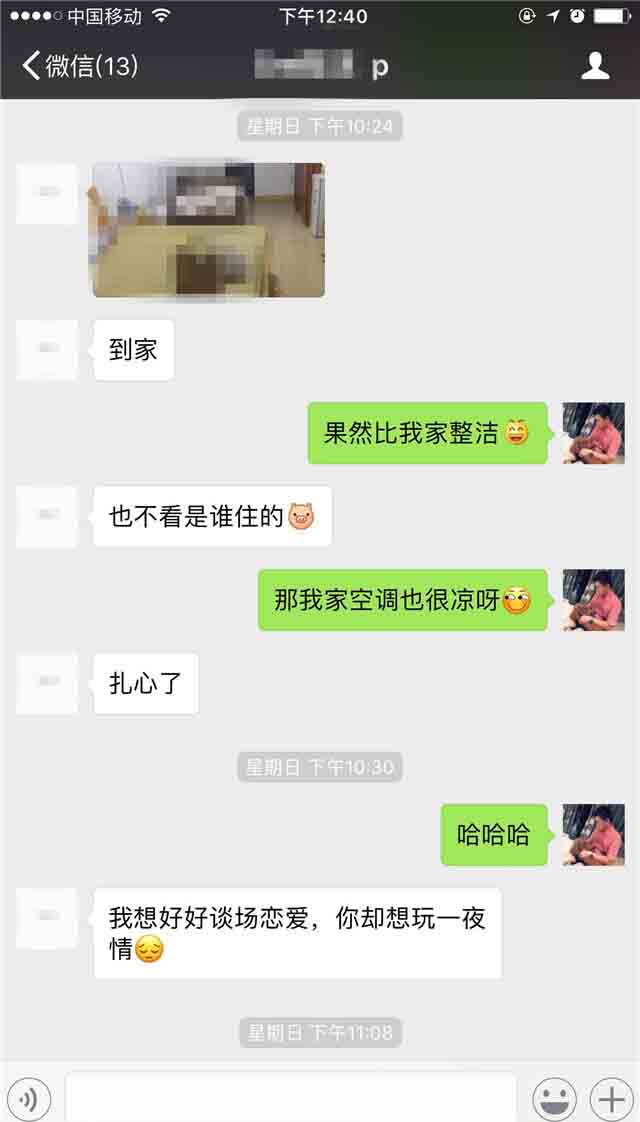 中国移动 下午12:40
微信(13) p
星期日 下午10:24
到家
果然比我家整洁😄
也不看是谁住的🐷
那我家空调也很凉呀
扎心了
星期日 下午10:30
哈哈哈
我想好好谈场恋爱，你却想玩一夜
情😔
星期日 下午11:08